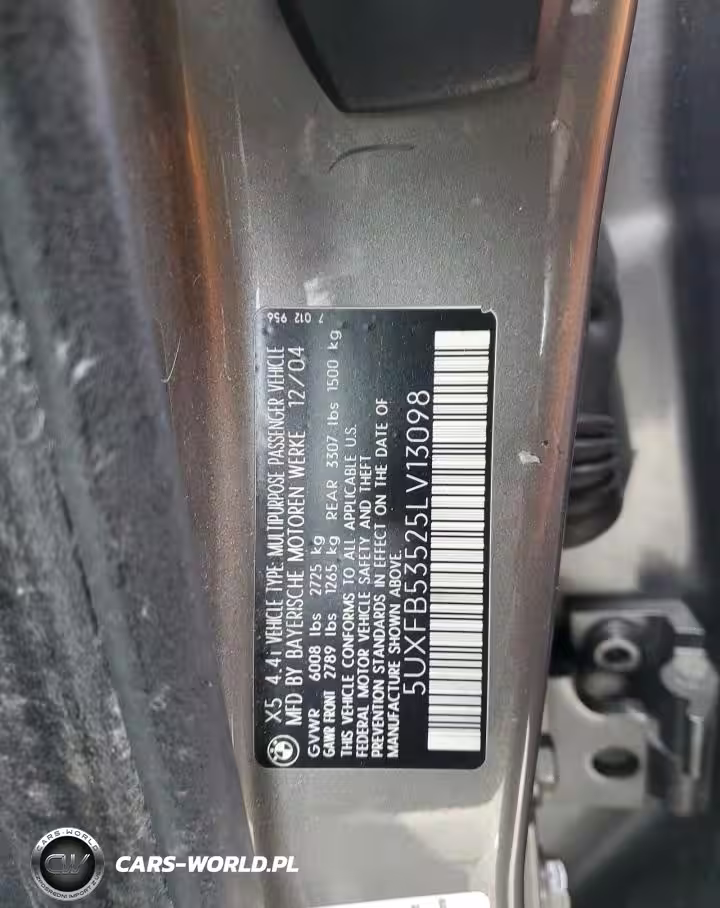 7 012 956
X5 4.4i VEHICLE TYPE: MULTIPURPOSE PASSENGER VEHICLE
MFD BY BAYERISCHE MOTOREN WERKE 12/04
GVWR 6008 lbs 2725 kg
GAWR FRONT 2789 lbs 1265 kg REAR 3307 lbs 1500 kg
THIS VEHICLE CONFORMS TO ALL APPLICABLE U.S.
FEDERAL MOTOR VEHICLE SAFETY AND THEFT
PREVENTION STANDARDS IN EFFECT ON THE DATE OF
MANUFACTURE SHOWN ABOVE.
5UXFB53525LV13098
CARS-WORLD
CARS-WORLD.PL